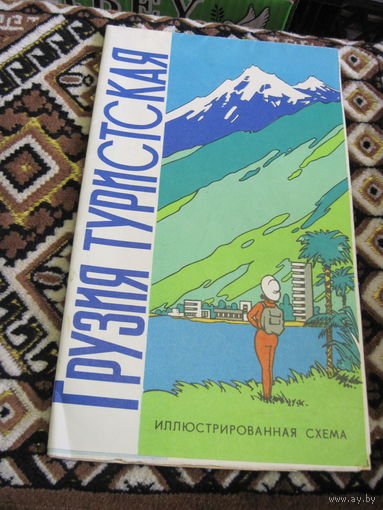 ГРУЗИЯ ТУРИСТСКАЯ
ИЛЛЮСТРИРОВАННАЯ СХЕМА
© www.ay.by